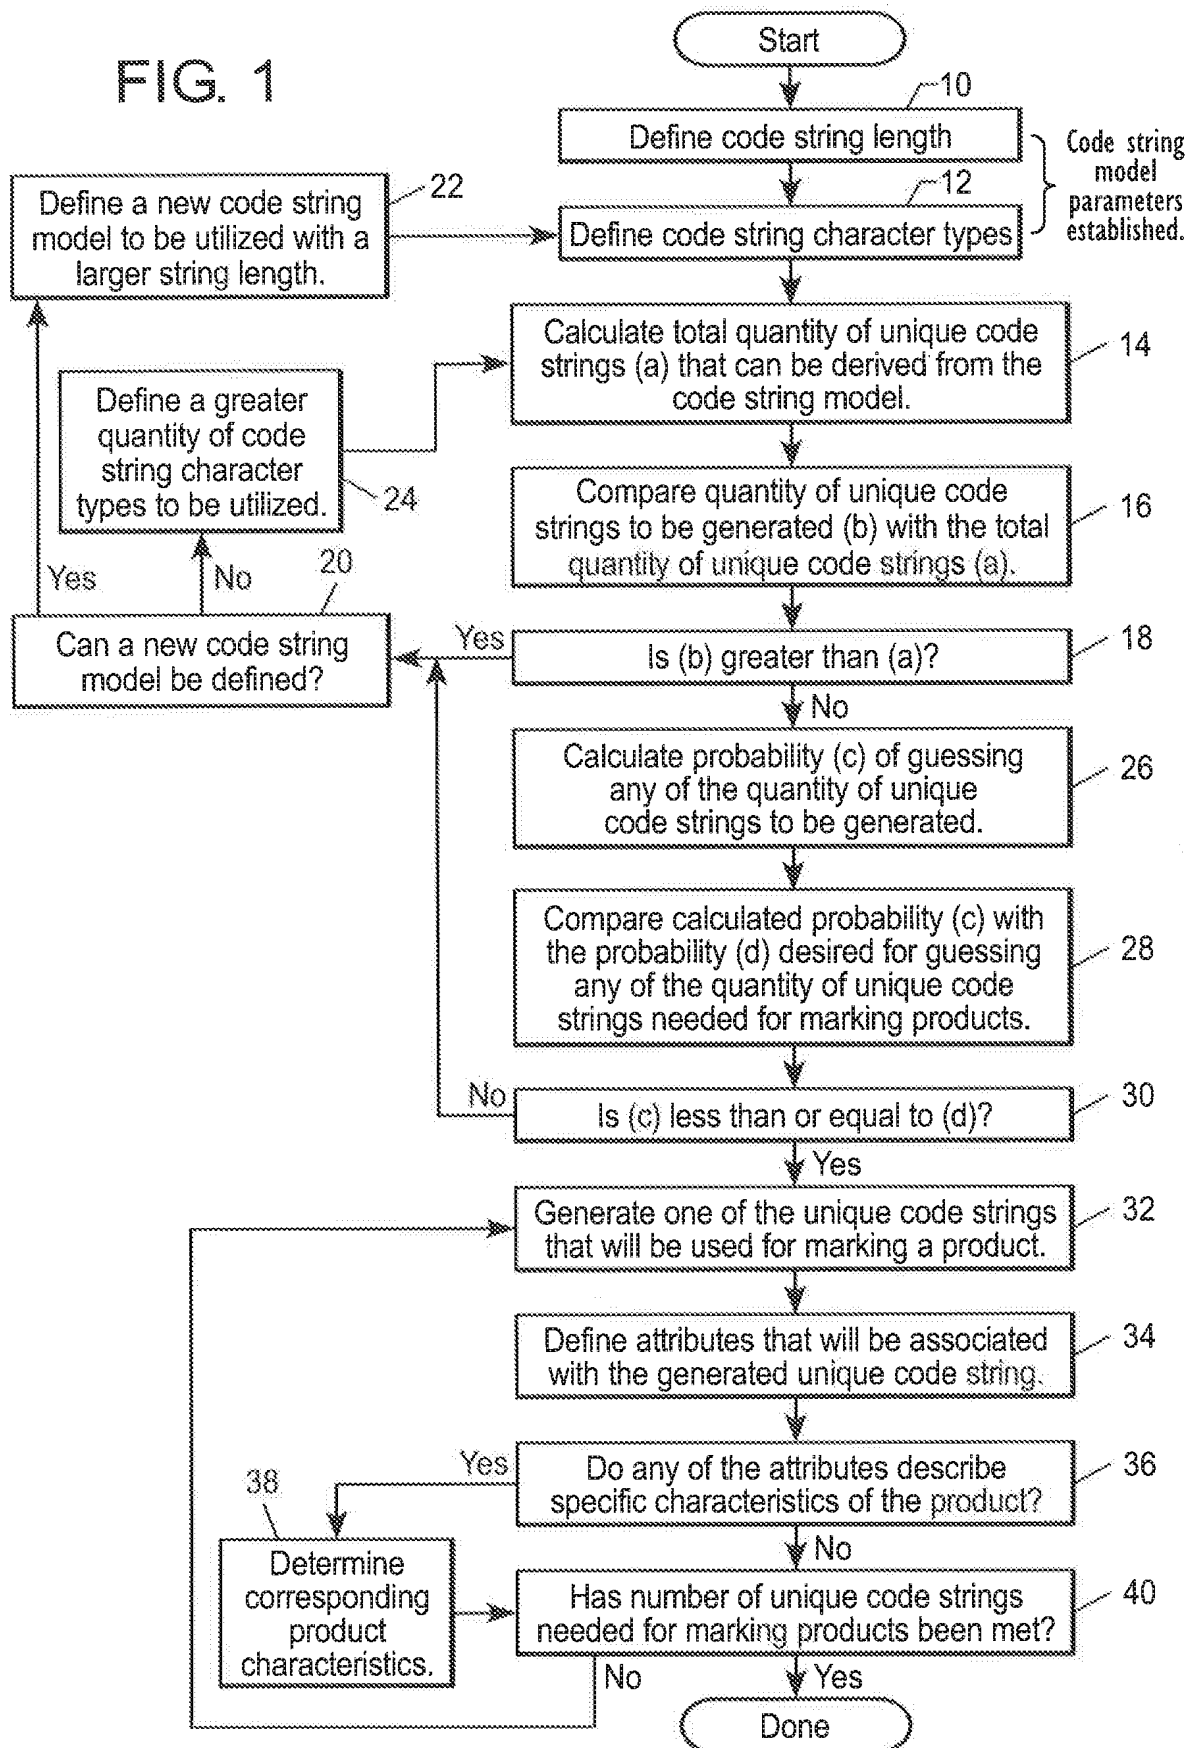 FIG. 1
Start
10
Define code string length
12
Define code string character types
Code string
model
parameters
established.
22
Define a new code string
model to be utilized with a
larger string length.
Calculate total quantity of unique code
strings (a) that can be derived from the
code string model.
14
Define a greater
quantity of code
string character
types to be utilized.
24
Compare quantity of unique code
strings to be generated (b) with the total
quantity of unique code strings (a).
16
Yes
No
20
Can a new code string
model be defined?
Yes
Is (b) greater than (a)?
18
No
Calculate probability (c) of guessing
any of the quantity of unique
code strings to be generated.
26
Compare calculated probability (c) with
the probability (d) desired for guessing
any of the quantity of unique code
strings needed for marking products.
28
No
Is (c) less than or equal to (d)?
30
Yes
Generate one of the unique code strings
that will be used for marking a product.
32
Define attributes that will be associated
with the generated unique code string.
34
Yes
Do any of the attributes describe
specific characteristics of the product?
36
No
38
Determine
corresponding
product
characteristics.
Has number of unique code strings
needed for marking products been met?
40
No
Yes
Done